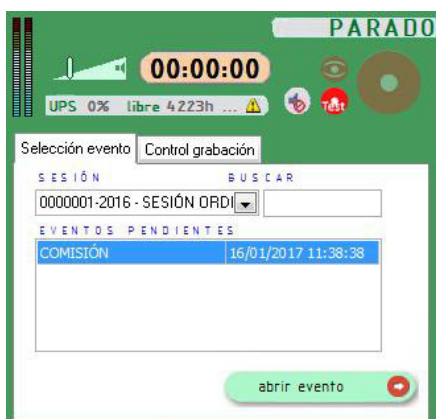 PARADO
00:00:00
UPS 0% libre 4223h ...
Test
Selección evento Control grabación
SESIÓN BUSCAR
0000001-2016 - SESIÓN ORDI
EVENTOS PENDIENTES
COMISIÓN 16/01/2017 11:38:38
abrir evento